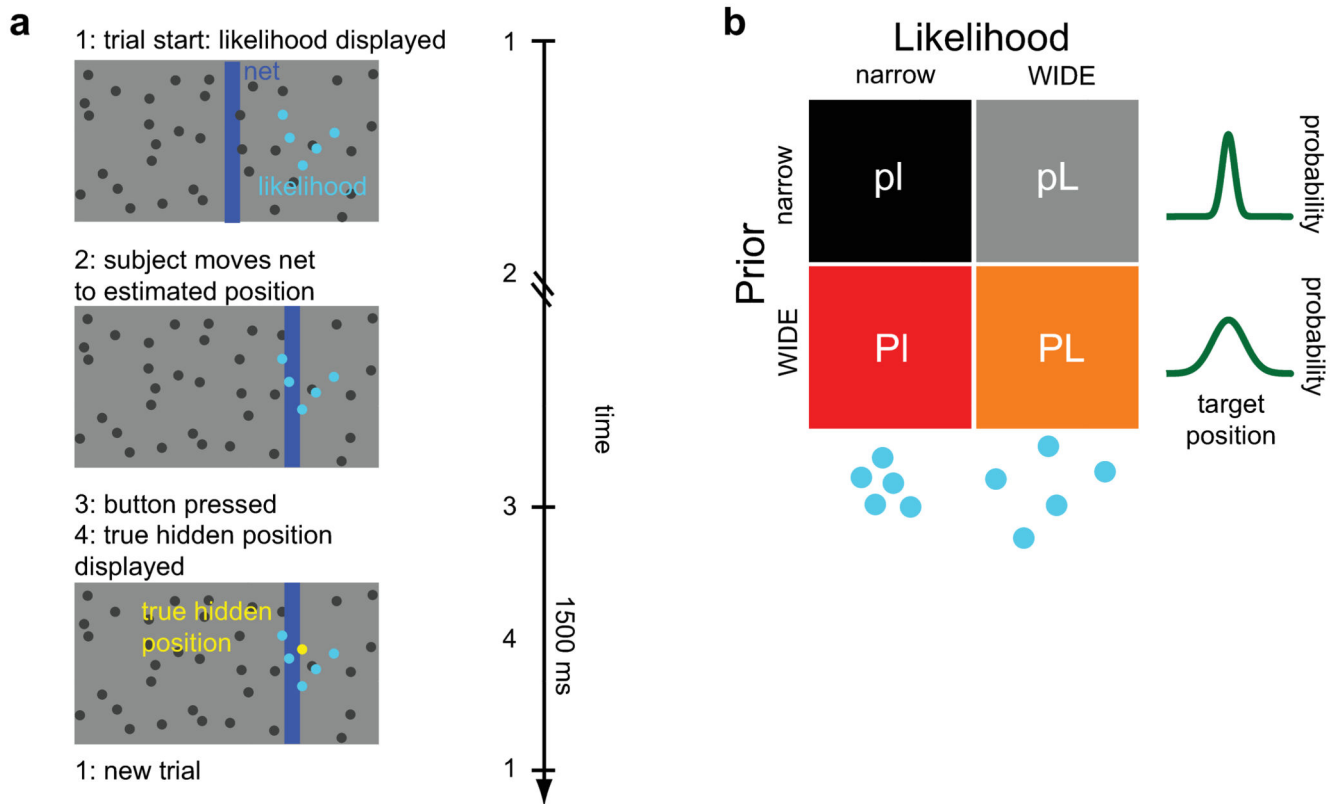 a
1: trial start: likelihood displayed
net
likelihood
2: subject moves net
to estimated position
3: button pressed
4: true hidden position
displayed
true hidden
position
1: new trial
1
2
time
3
1500 ms
4
1
b
Likelihood
narrow
WIDE
Prior
narrow
WIDE
pl
pL
Pl
PL
probability
probability
target
position